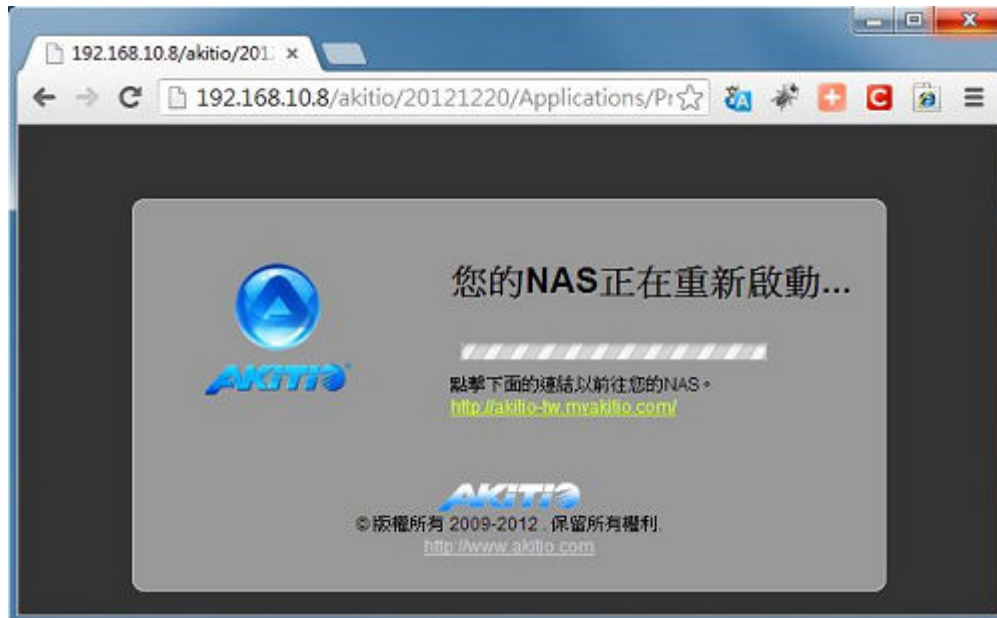 192.168.10.8/akitio/201
192.168.10.8/akitio/20121220/Applications/Pr
您的NAS正在重新啟動...
AKITIO
點擊下面的連結以前往您的NAS。
http://akitio-tw.myakitio.com/
AKITIO
©版權所有 2009-2012 . 保留所有權利.
http://www.akitio.com